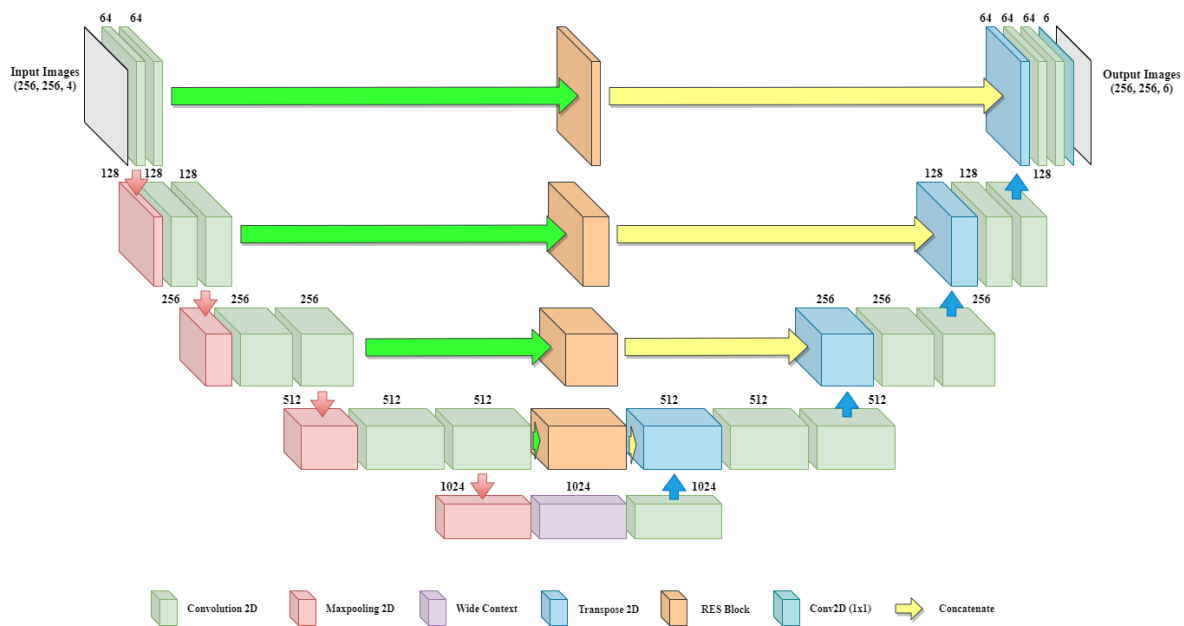 64 64
64 64 64 6
Input Images
(256, 256, 4)
Output Images
(256, 256, 6)
128 128 128
128 128 128
256 256 256
256 256 256
512 512 512 512 512 512
1024 1024 1024
Convolution 2D
Maxpooling 2D
Wide Context
Transpose 2D
RES Block
Conv2D (1x1)
Concatenate